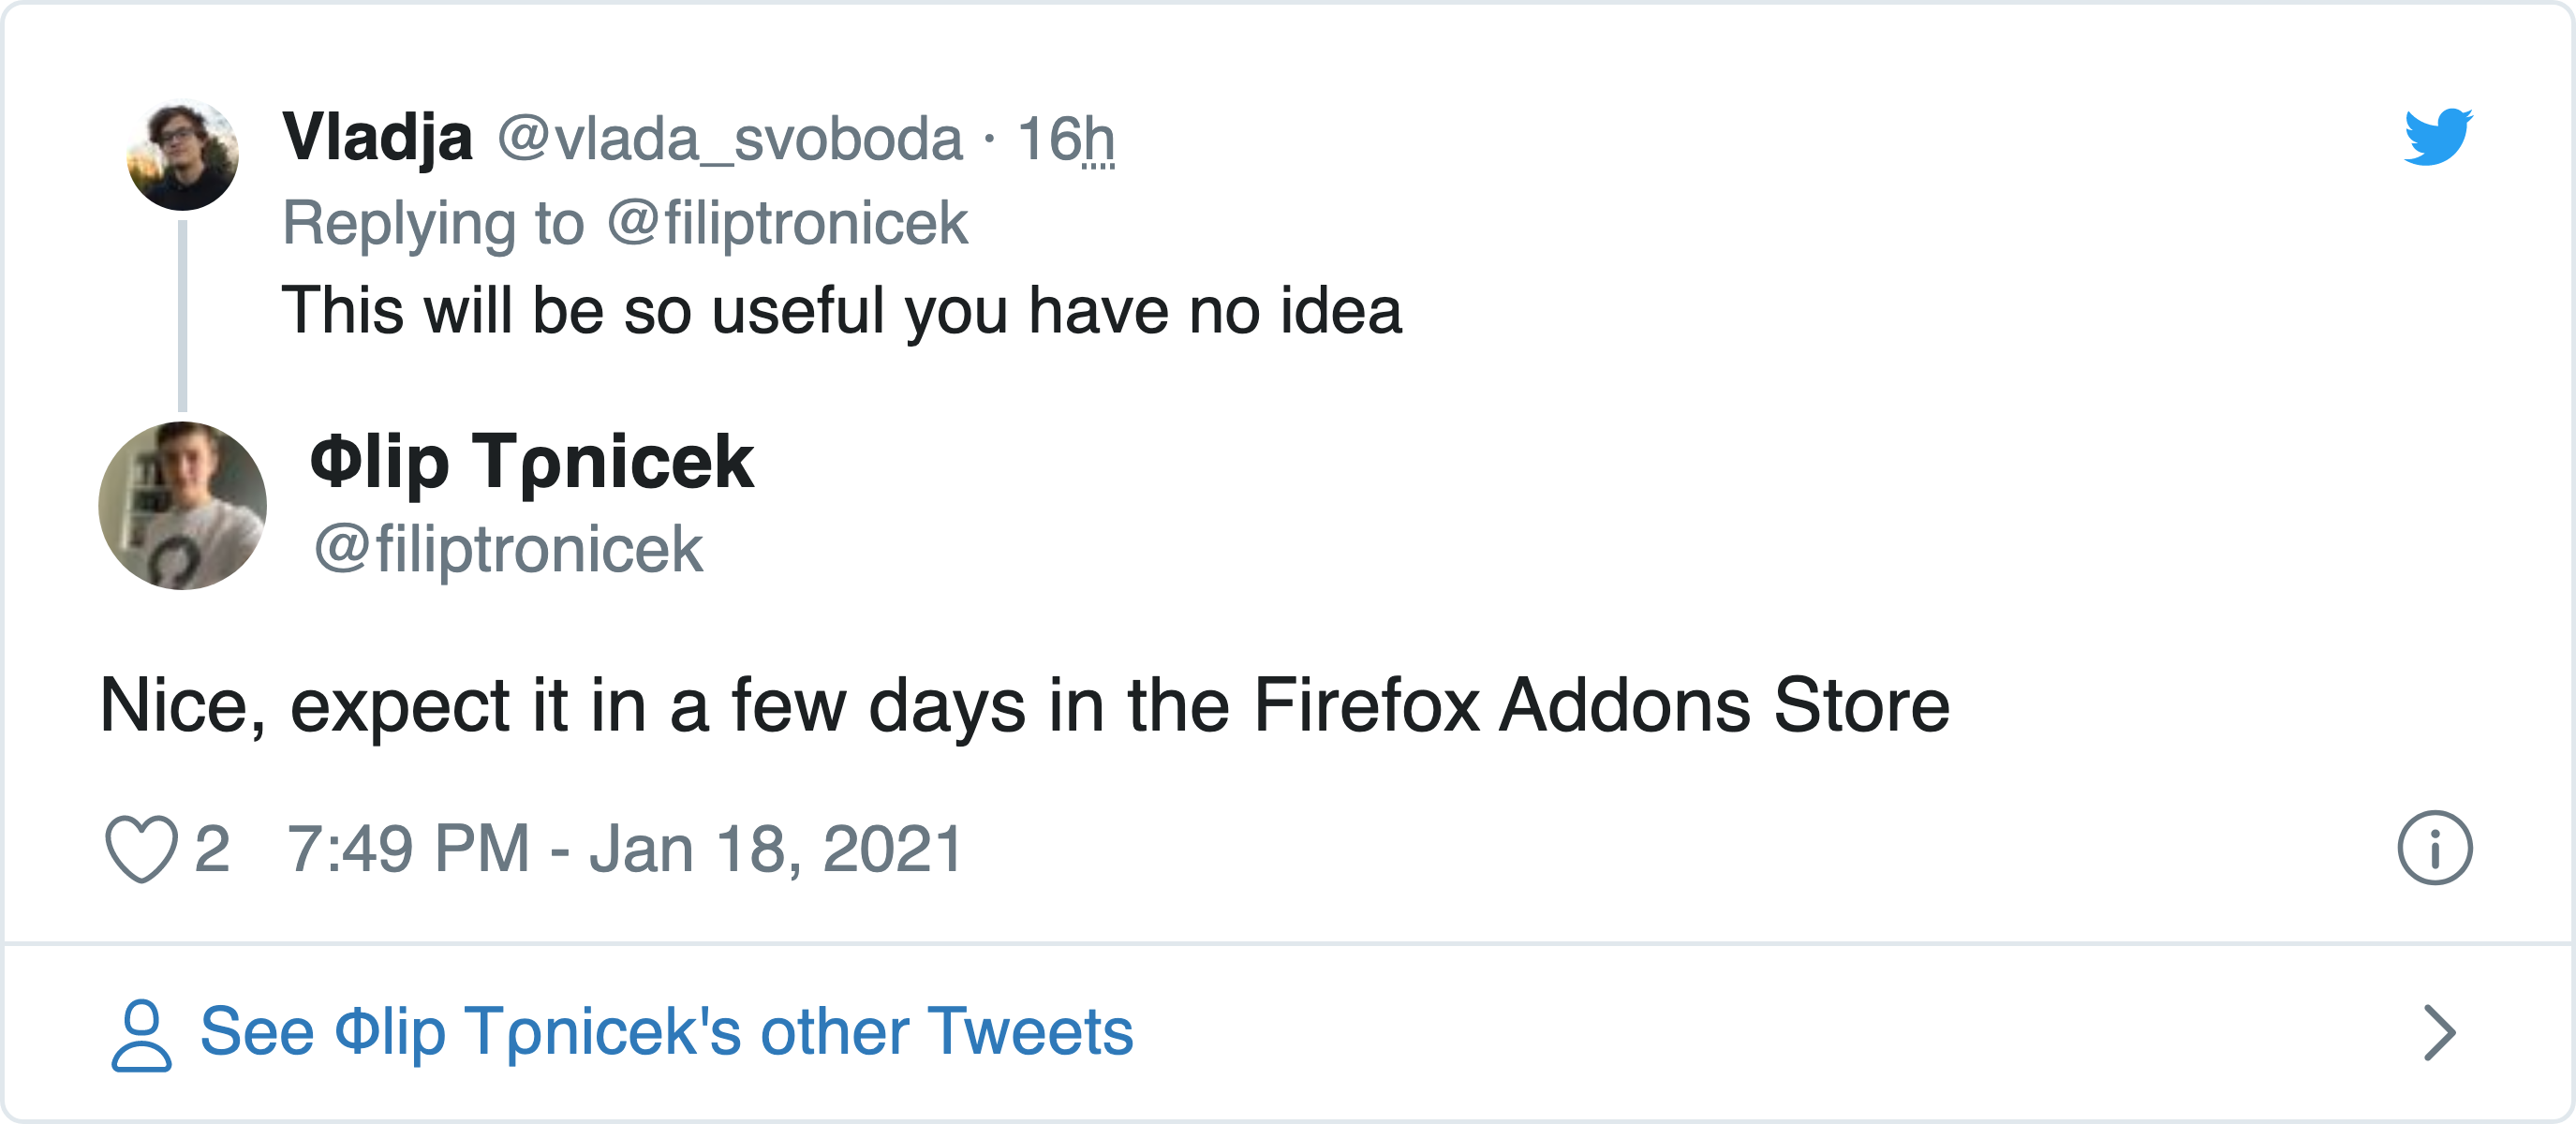 Vladja @vlada_svoboda · 16h
Replying to @filiptronicek
This will be so useful you have no idea
Φlip Tρnicek
@filiptronicek
Nice, expect it in a few days in the Firefox Addons Store
2 7:49 PM - Jan 18, 2021
See Φlip Tρnicek's other Tweets